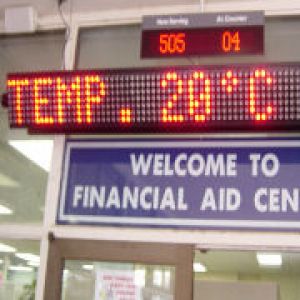 Now Serving At Counter
505 04
TEMP. 20°C
WELCOME TO
FINANCIAL AID CEN